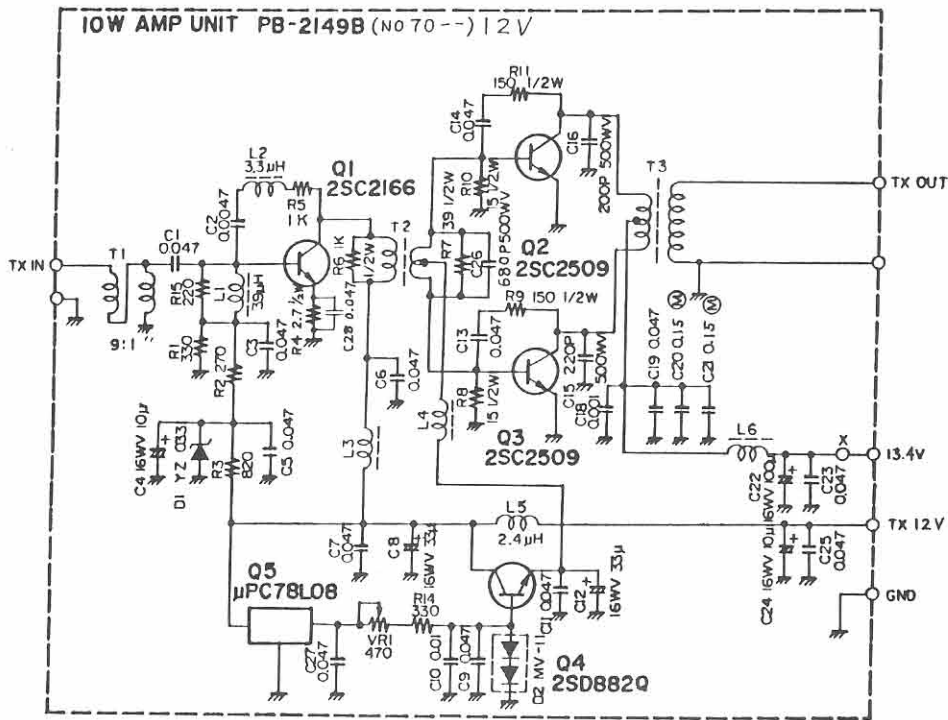 10W AMP UNIT PB-2149B (NO 70--) 12V
R11
150 1/2W
C14
0.047
L2
3.3µH
R5
1K
Q1
2SC2166
C2
0.0047
R10
15 1/2W
C16
200P 500WV
T3
TX OUT
R6 1K
1/2W
T2
R7
39 1/2W
C26
680P 500WV
Q2
2SC2509
C1
0.047
T1
TX IN
9:1
R15
220
L1
39µH
R4 2.7 ½W
C28 0.047
R9 150 1/2W
C13
0.047
R1
330
R2 270
C3
0.047
C6
0.047
R8
15 1/2W
C15 220P
500WV
C18
0.001
C19 0.047
C20 0.15 Ⓜ
C21 0.15 Ⓜ
C4 16WV 10µ
D1 YZ 033
R3
820
C5 0.047
L3
L4
Q3
2SC2509
L6
X
13.4V
C22
16WV 100µ
C23
0.047
L5
2.4µH
TX 12V
C7
0.047
C8
16WV 33µ
C11 0.047
C12
16WV 33µ
C24 16WV 10µ
C25
0.047
Q5
µPC78L08
R14
330
VR1
470
GND
C27
0.047
C10 0.01
C9 0.047
D2 MV-11
Q4
2SD882Q